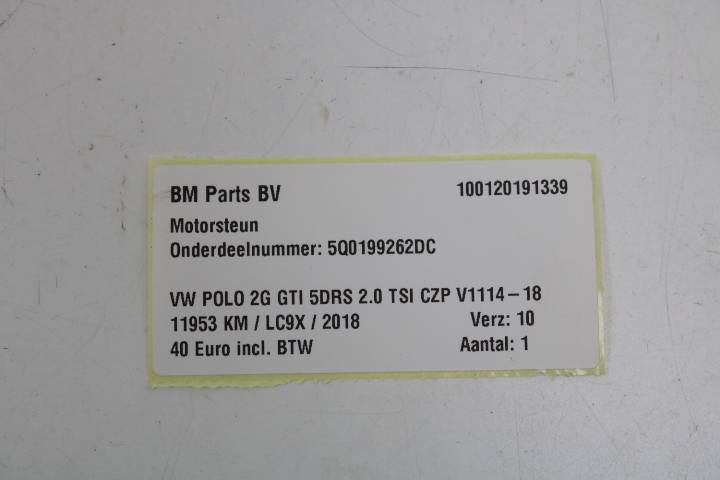 BM Parts BV 100120191339
Motorsteun
Onderdeelnummer: 5Q0199262DC
VW POLO 2G GTI 5DRS 2.0 TSI CZP V1114-18
11953 KM / LC9X / 2018 Verz: 10
40 Euro incl. BTW Aantal: 1